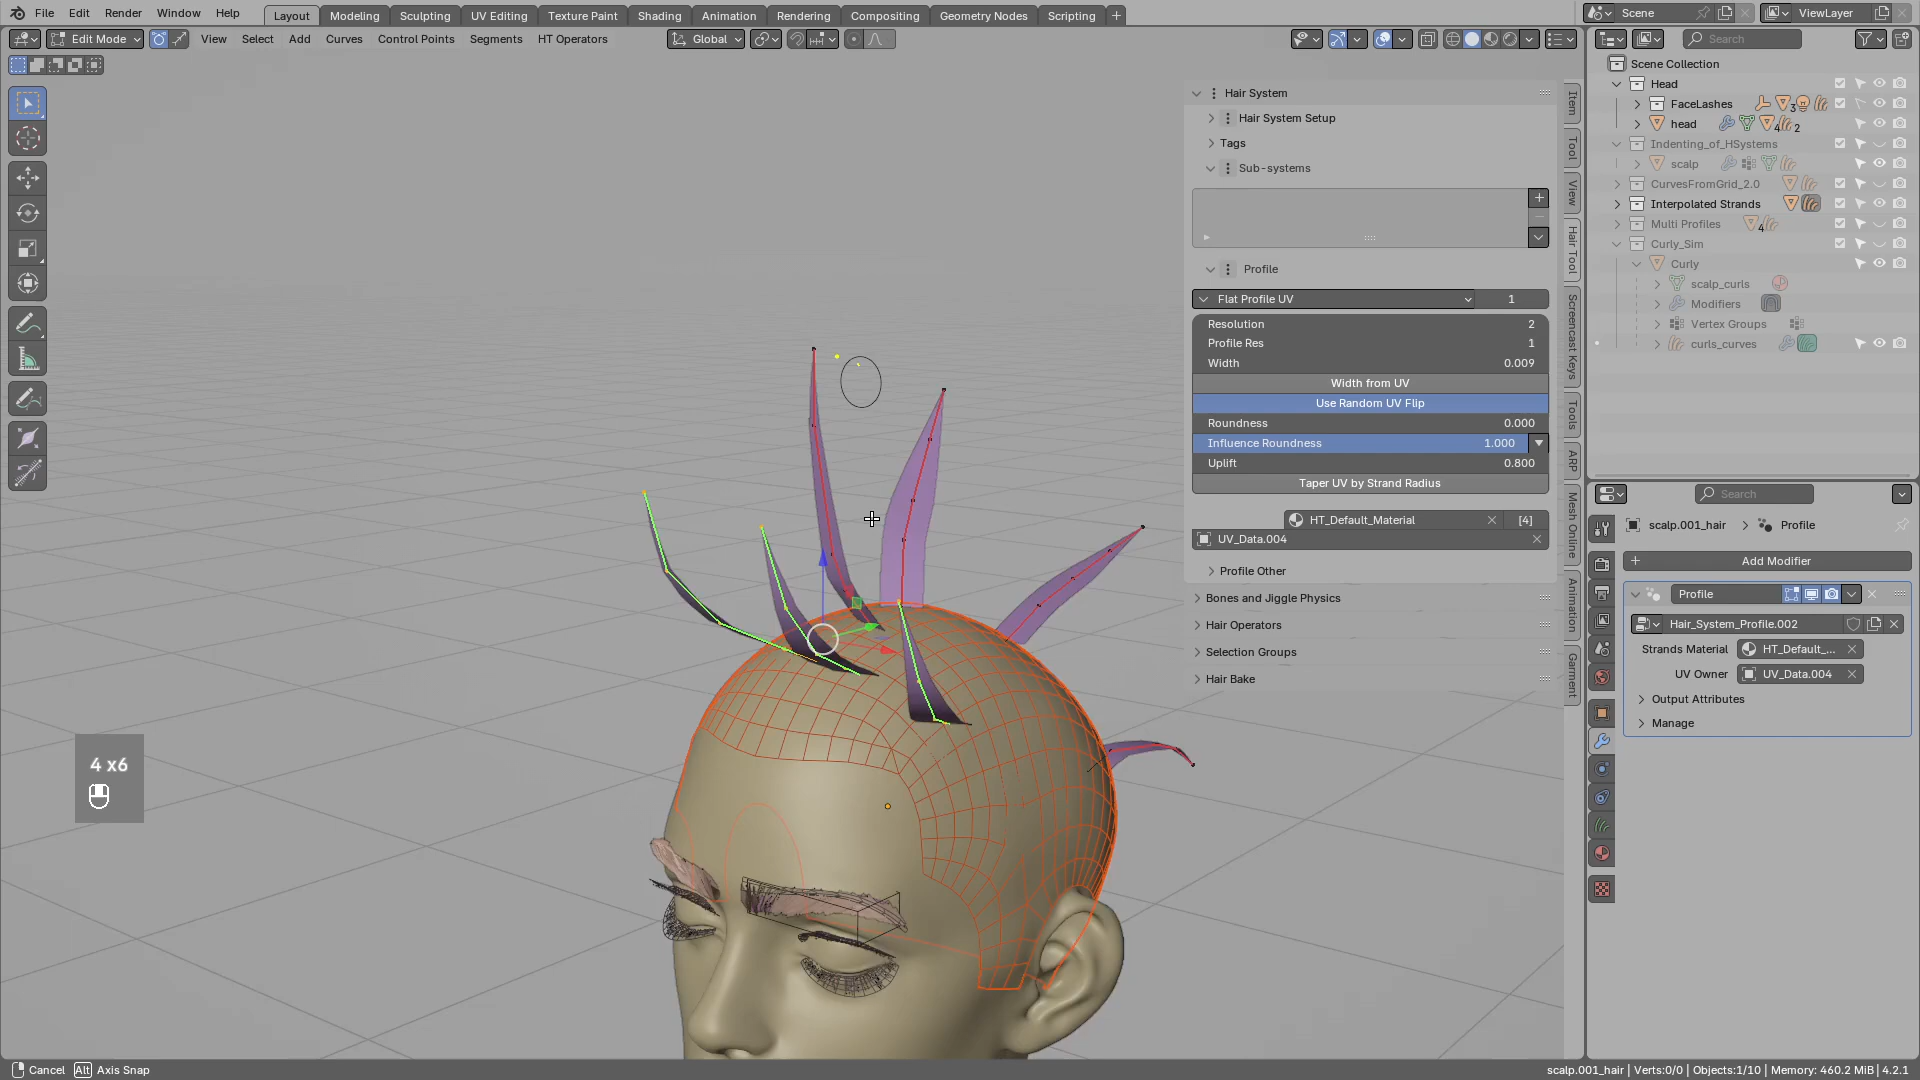 File Edit Render Window Help Layout Modeling Sculpting UV Editing Texture Paint Shading Animation Rendering Compositing Geometry Nodes Scripting + Scene ViewLayer
Edit Mode View Select Add Curves Control Points Segments HT Operators Global Search
Scene Collection
Head
FaceLashes 3
head 4 2
Indenting_of_HSystems
scalp
CurvesFromGrid_2.0
Interpolated Strands
Multi Profiles 4
Curly_Sim
Curly
scalp_curls
Modifiers
Vertex Groups
curls_curves
Hair System
Hair System Setup
Tags
Sub-systems
Profile
Flat Profile UV 1
Resolution 2
Profile Res 1
Width 0.009
Width from UV
Use Random UV Flip
Roundness 0.000
Influence Roundness 1.000
Uplift 0.800
Taper UV by Strand Radius
HT_Default_Material [4]
UV_Data.004
Profile Other
Bones and Jiggle Physics
Hair Operators
Selection Groups
Hair Bake
Item
Tool
View
Hair Tool
Screencast Keys
Tools
ARP
Mesh Online
Animation
Garment
Search
scalp.001_hair Profile
Add Modifier
Profile
Hair_System_Profile.002
Strands Material HT_Default_...
UV Owner UV_Data.004
Output Attributes
Manage
4 x6
Cancel Alt Axis Snap
scalp.001_hair | Verts:0/0 | Objects:1/10 | Memory: 460.2 MiB | 4.2.1